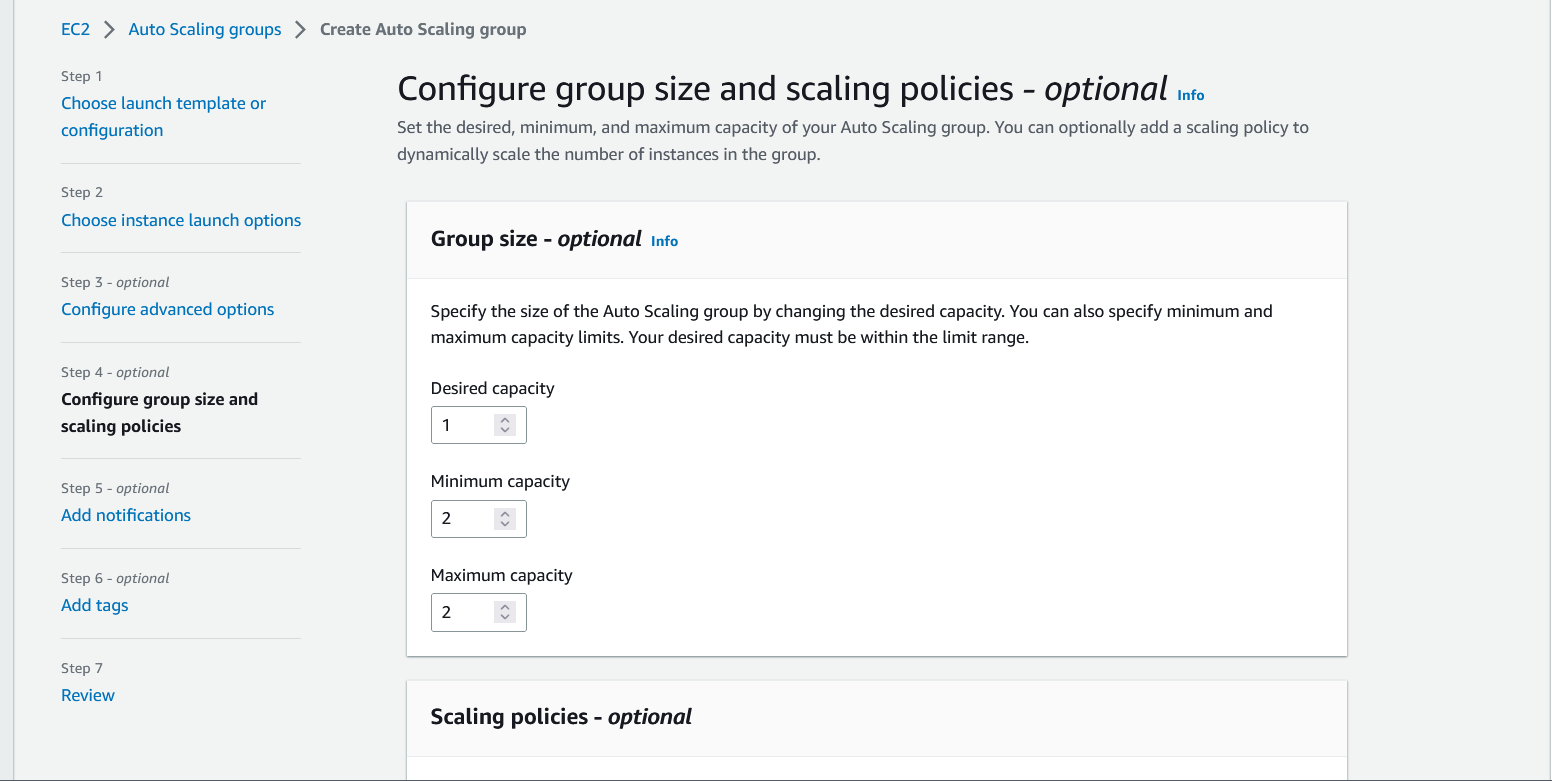 EC2 > Auto Scaling groups > Create Auto Scaling group
Step 1
Choose launch template or
configuration
Step 2
Choose instance launch options
Step 3 - optional
Configure advanced options
Step 4 - optional
Configure group size and
scaling policies
Step 5 - optional
Add notifications
Step 6 - optional
Add tags
Step 7
Review
Configure group size and scaling policies - optional Info
Set the desired, minimum, and maximum capacity of your Auto Scaling group. You can optionally add a scaling policy to
dynamically scale the number of instances in the group.
Group size - optional Info
Specify the size of the Auto Scaling group by changing the desired capacity. You can also specify minimum and
maximum capacity limits. Your desired capacity must be within the limit range.
Desired capacity
1
Minimum capacity
2
Maximum capacity
2
Scaling policies - optional